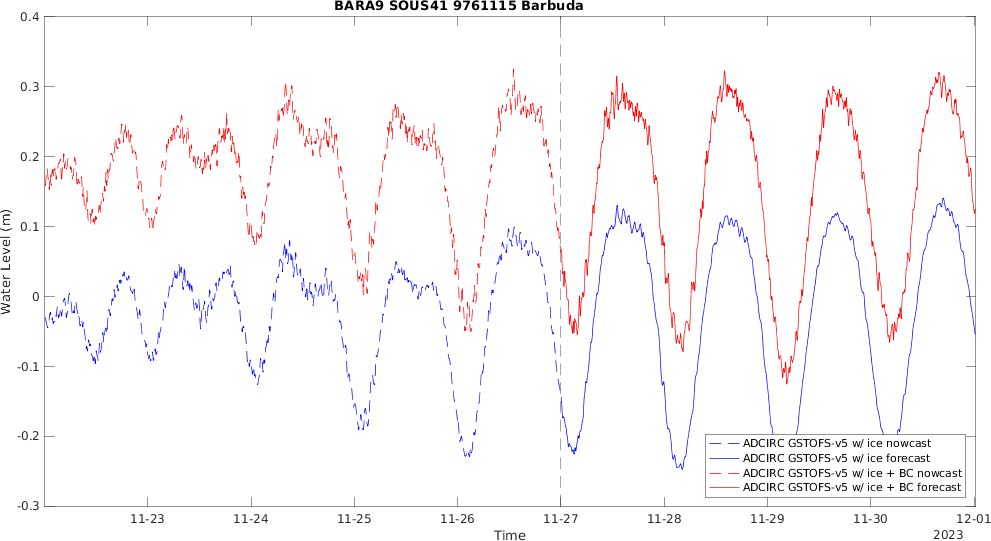 BARA9 SOUS41 9761115 Barbuda
0.4
0.3
0.2
0.1
0
-0.1
-0.2
-0.3
Water Level (m)
ADCIRC GSTOFS-v5 w/ ice nowcast
ADCIRC GSTOFS-v5 w/ ice forecast
ADCIRC GSTOFS-v5 w/ ice + BC nowcast
ADCIRC GSTOFS-v5 w/ ice + BC forecast
11-23 11-24 11-25 11-26 11-27 11-28 11-29 11-30 12-01
Time
2023